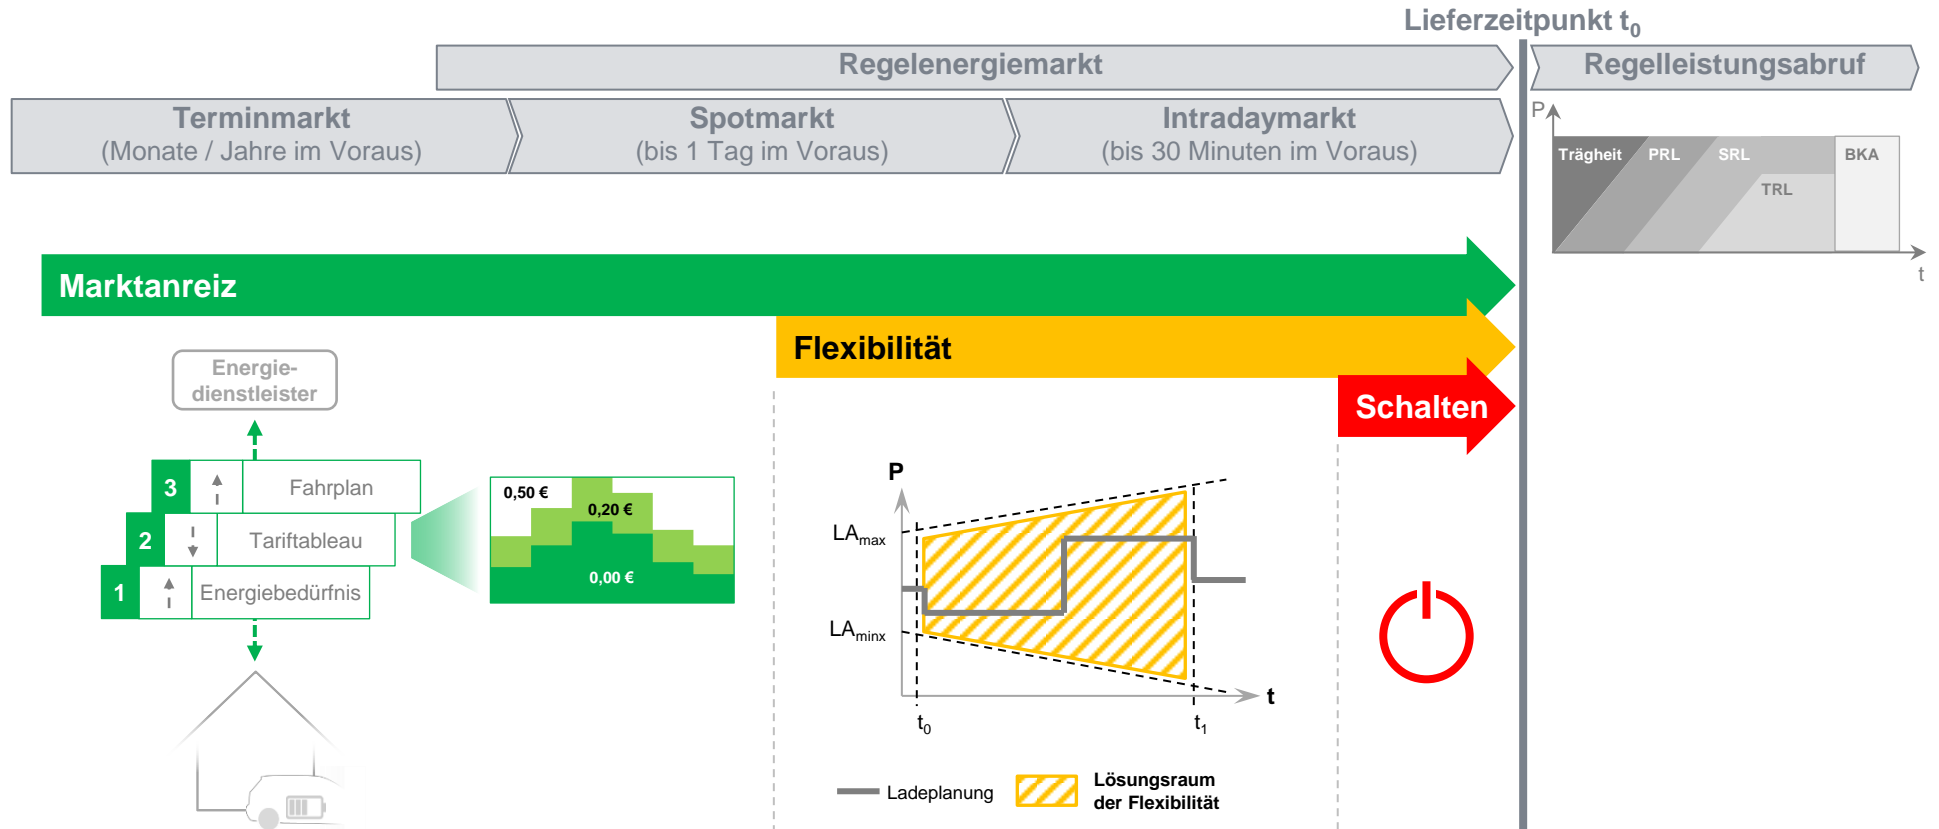 Lieferzeitpunkt t0
Regelenergiemarkt
Regelleistungsabruf
Terminmarkt
(Monate / Jahre im Voraus)
Spotmarkt
(bis 1 Tag im Voraus)
Intradaymarkt
(bis 30 Minuten im Voraus)
P
Trägheit
PRL
SRL
TRL
BKA
t
Marktanreiz
Flexibilität
Schalten
Energie-
dienstleister
3
Fahrplan
2
Tariftableau
1
Energiebedürfnis
0,50 €
0,20 €
0,00 €
P
LAmax
LAminx
t
t0
t1
Ladeplanung
Lösungsraum
der Flexibilität